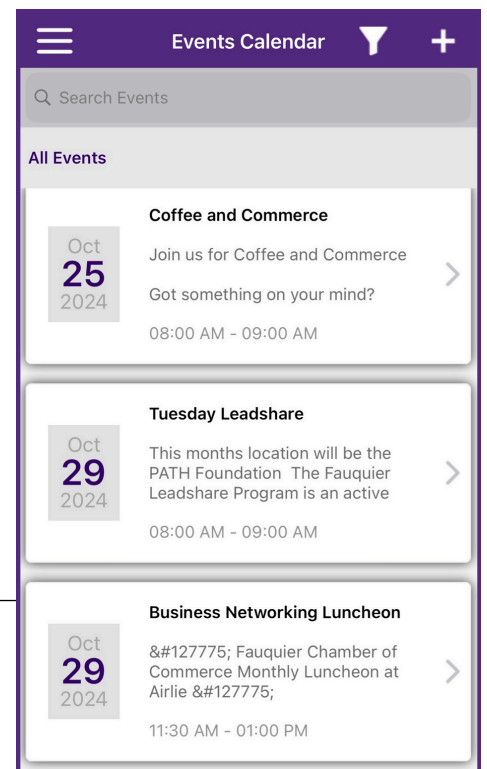 Events Calendar
Search Events
All Events
Coffee and Commerce
Oct
25
2024
Join us for Coffee and Commerce
Got something on your mind?
08:00 AM - 09:00 AM
Tuesday Leadshare
Oct
29
2024
This months location will be the
PATH Foundation  The Fauquier
Leadshare Program is an active
08:00 AM - 09:00 AM
Business Networking Luncheon
Oct
29
2024
&#127775; Fauquier Chamber of
Commerce Monthly Luncheon at
Airlie &#127775;
11:30 AM - 01:00 PM